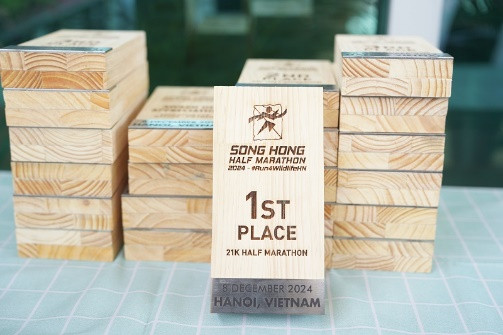 SONG HONG
HALF MARATHON
2024 - #Run4WildlifeHN
1ST
PLACE
21K HALF MARATHON
8 DECEMBER 2024
HANOI, VIETNAM